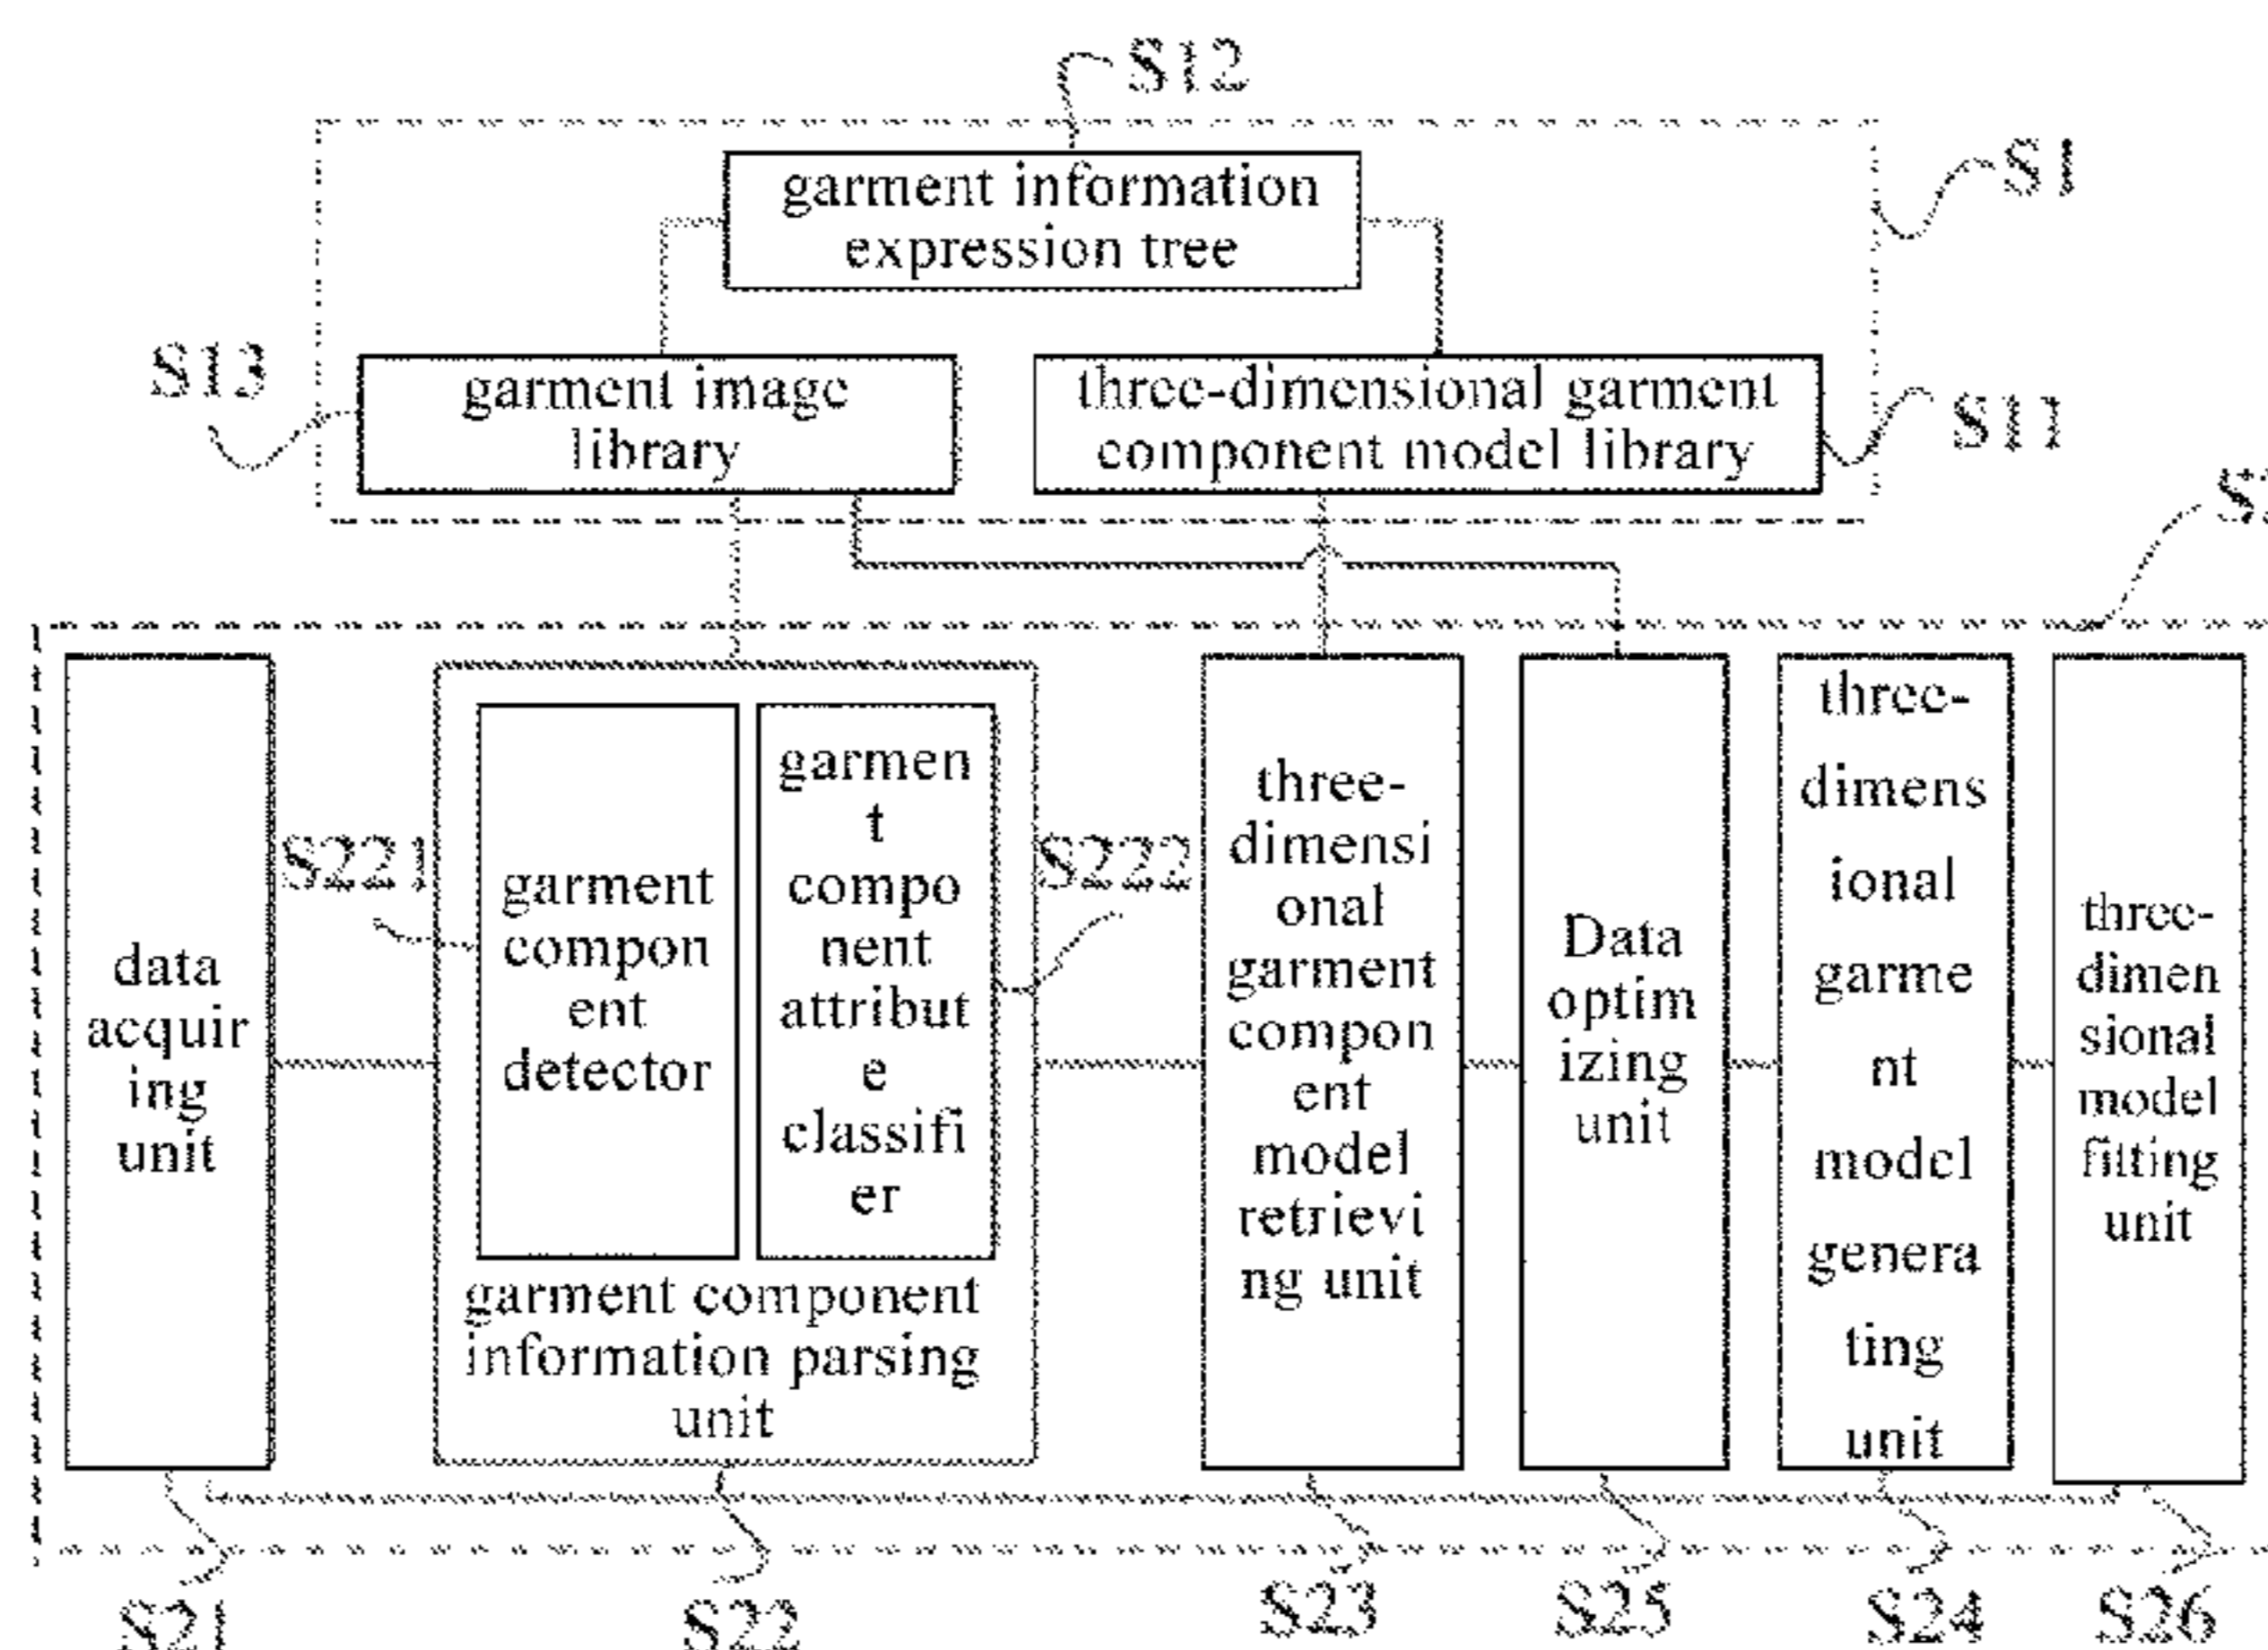 S12
S1
garment information
expression tree
S13
garment image
library
three-dimensional garment
component model library
S11
data
acquir
ing
unit
S221
garment
compon
ent
detector
garmen
t
compo
nent
attribut
e
classifi
er
S222
garment component
information parsing
unit
three-
dimensi
onal
garment
compon
ent
model
retrievi
ng unit
Data
optim
izing
unit
three-
dimens
ional
garme
nt
model
genera
ting
unit
three-
dimen
sional
model
fitting
unit
S21
S22
S23
S25
S24
S26